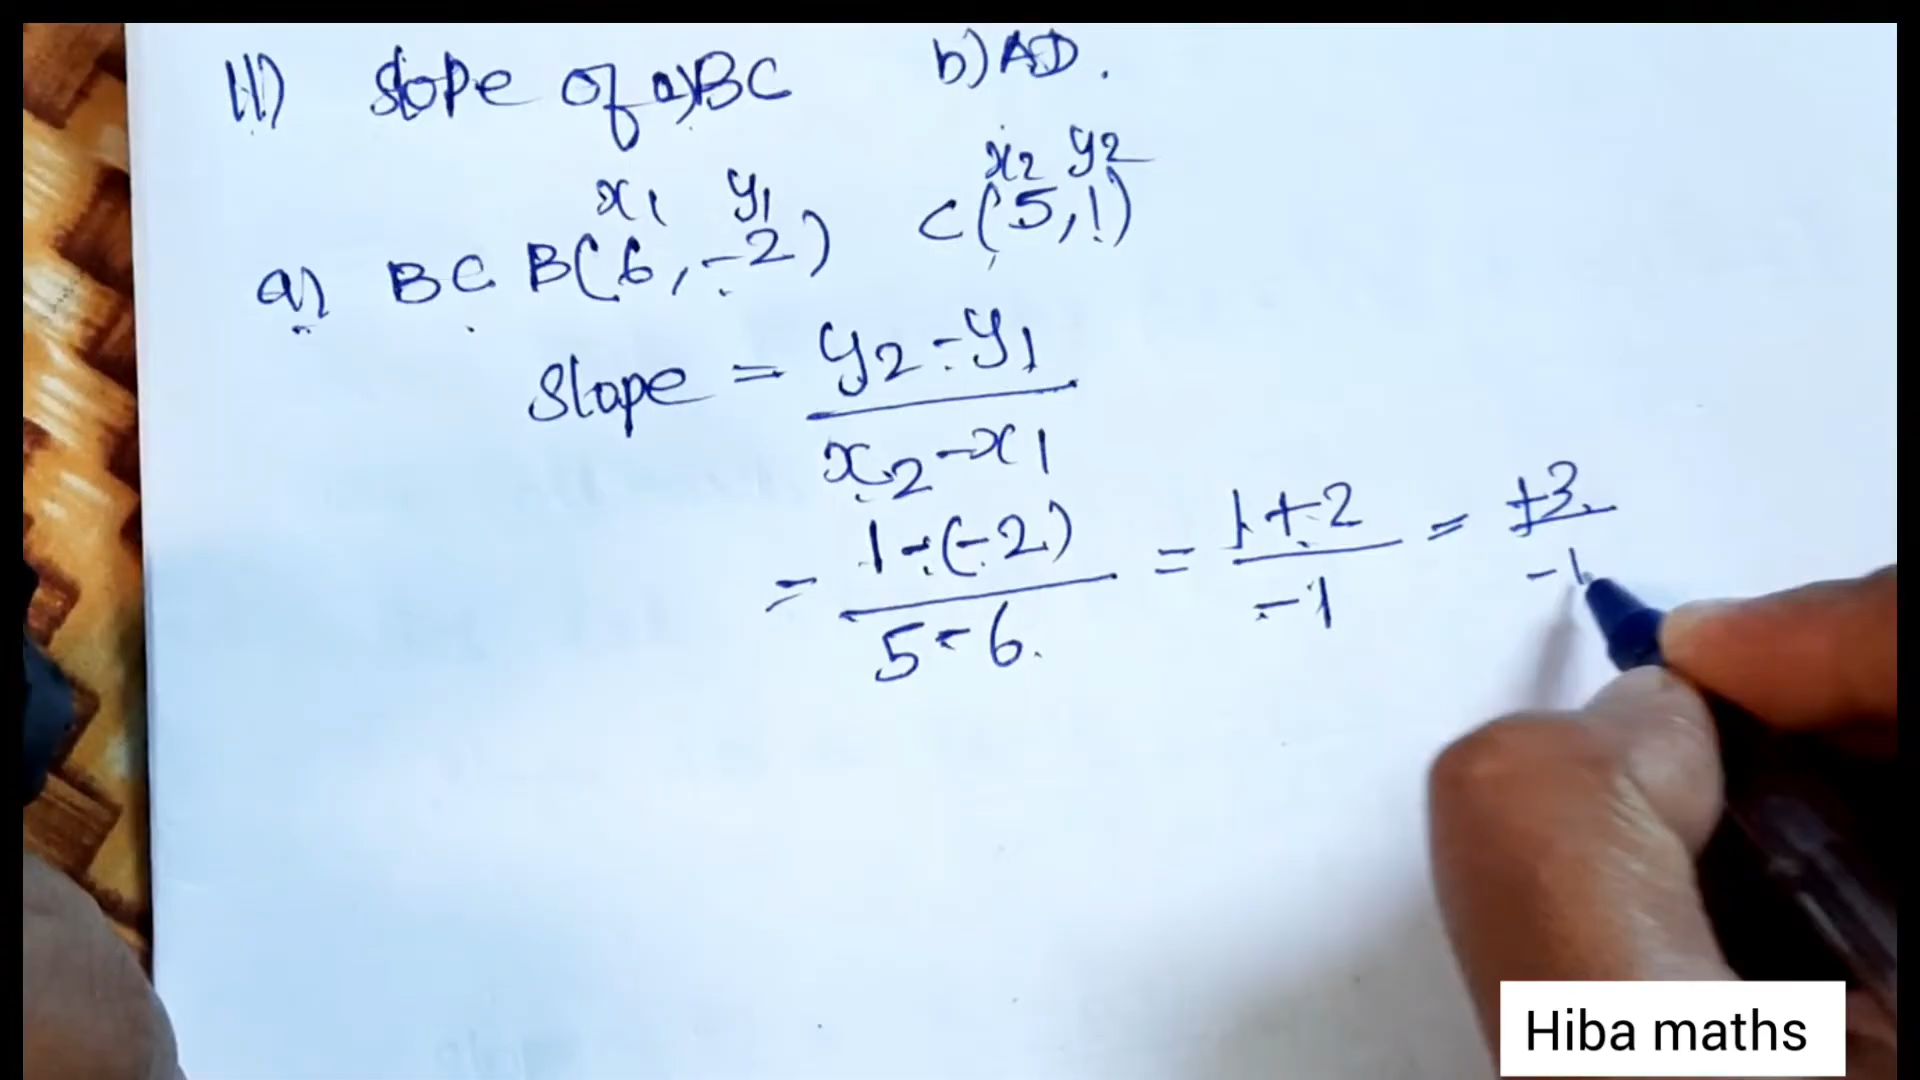 11) Slope of a) BC b) AD.
x1 y1 x2 y2
a) BC B(6, -2) C(5, 1)
Slope = y2 - y1 / x2 - x1
= 1 - (-2) / 5 - 6. = 1 + 2 / -1 = +3 / -1
Hiba maths